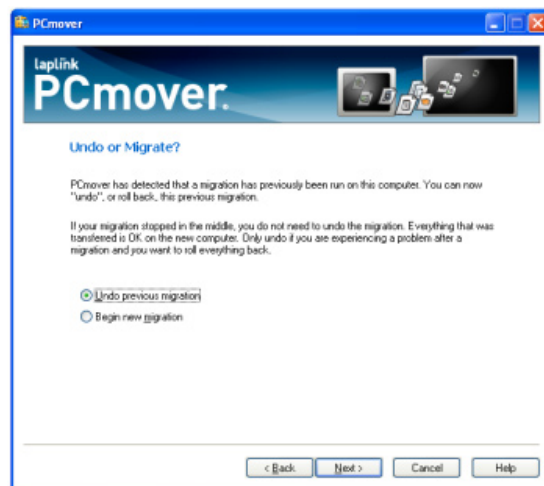 PCmover
laplink
PCmover.
Undo or Migrate?
PCmover has detected that a migration has previously been run on this computer. You can now
"undo", or roll back, this previous migration.
If your migration stopped in the middle, you do not need to undo the migration. Everything that was
transferred is OK on the new computer. Only undo if you are experiencing a problem after a
migration and you want to roll everything back.
Undo previous migration
Begin new migration
< Back
Next >
Cancel
Help